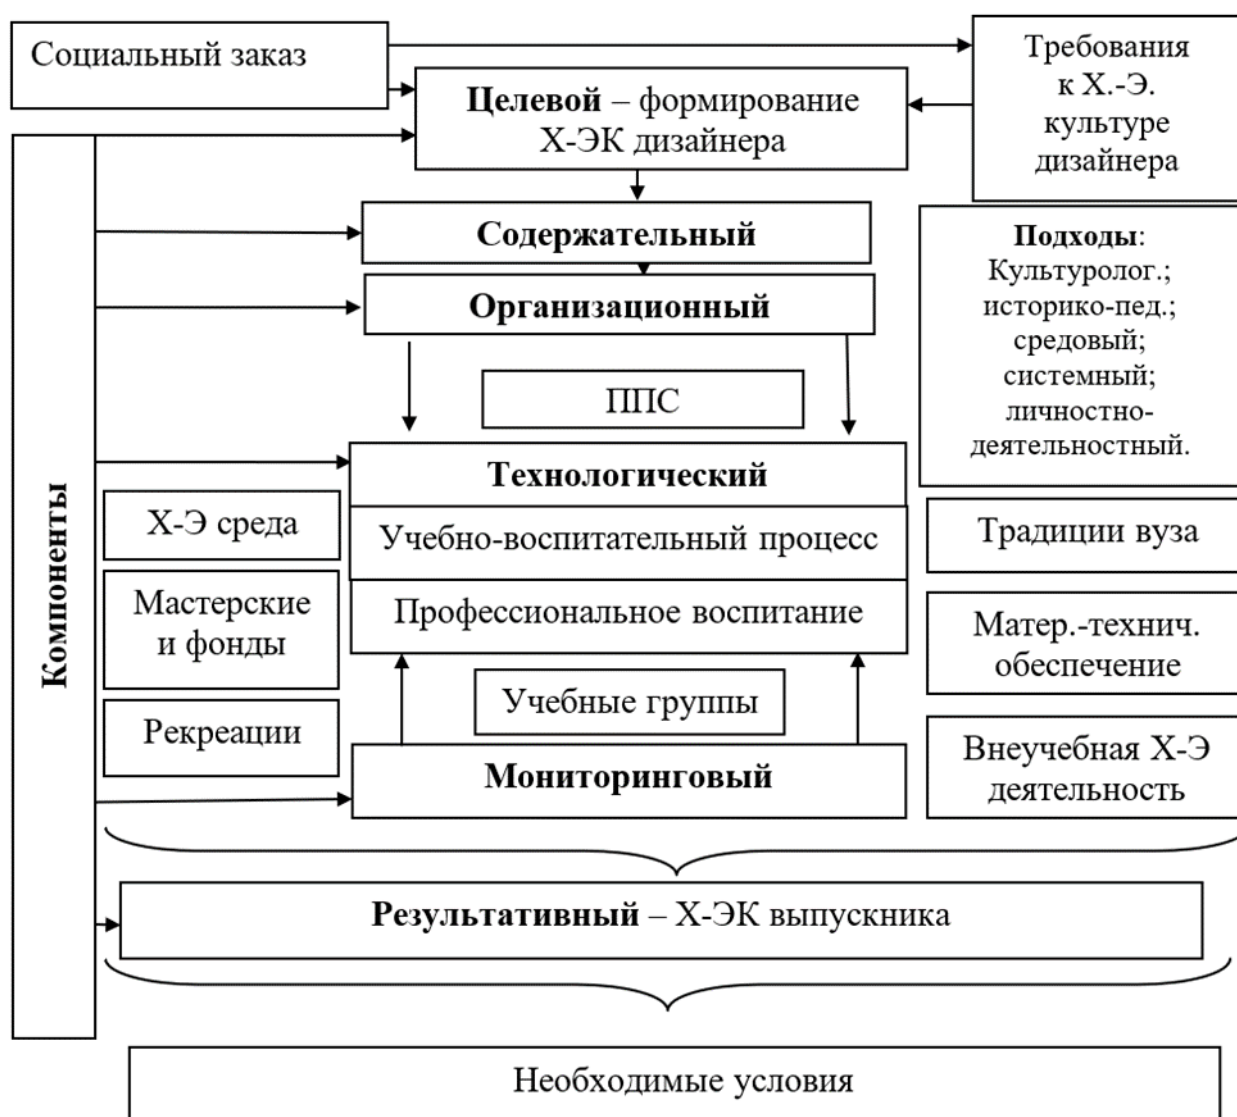 Социальный заказ
Требования
к Х.-Э.
культуре
дизайнера
Целевой – формирование
Х-ЭК дизайнера
Содержательный
Организационный
Подходы:
Культуролог.;
историко-пед.;
средовый;
системный;
личностно-
деятельностный.
ППС
Компоненты
Технологический
Учебно-воспитательный процесс
Профессиональное воспитание
Х-Э среда
Мастерские
и фонды
Рекреации
Традиции вуза
Матер.-технич.
обеспечение
Внеучебная Х-Э
деятельность
Учебные группы
Мониторинговый
Результативный – Х-ЭК выпускника
Необходимые условия